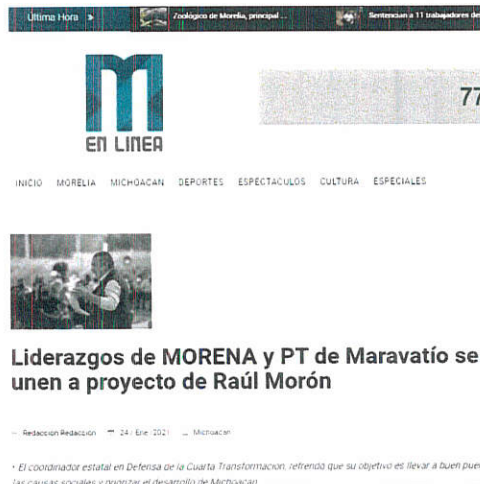 Última Hora
Zoológico de Morelia, principal ...
Sentencian a 11 trabajadores de
m
EN LINEA
77
INICIO MORELIA MICHOACAN DEPORTES ESPECTACULOS CULTURA ESPECIALES
Liderazgos de MORENA y PT de Maravatío se
unen a proyecto de Raúl Morón
Redacción Redacción 24 / Ene / 2021 Michoacán
• El coordinador estatal en Defensa de la Cuarta Transformación, refrendó que su objetivo es llevar a buen puer
las causas sociales y priorizar el desarrollo de Michoacán